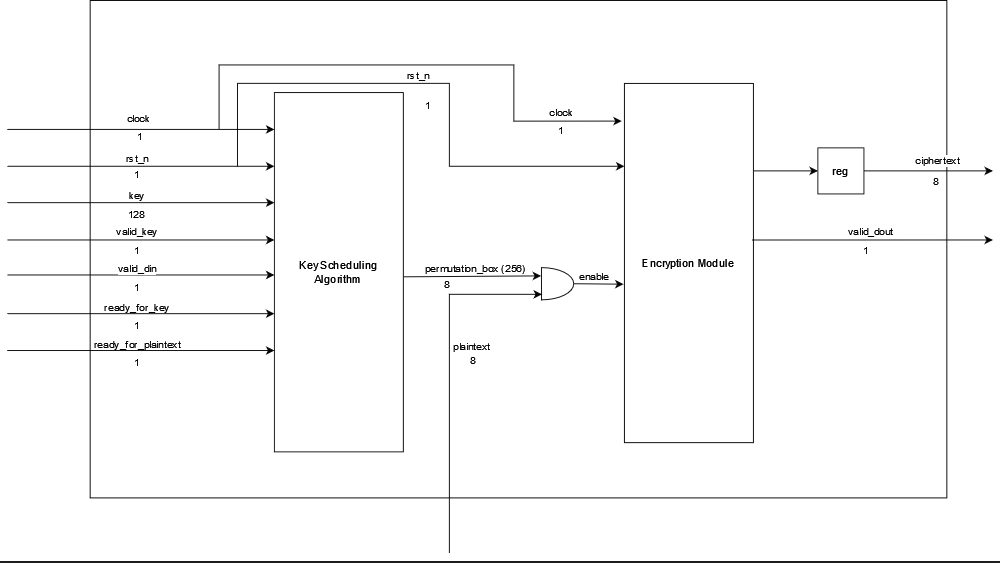 rst_n
1
clock
1
clock
1
rst_n
1
key
128
valid_key
1
valid_din
1
ready_for_key
1
ready_for_plaintext
1
Key Scheduling
Algorithm
permutation_box (256)
8
enable
plaintext
8
Encryption Module
reg
ciphertext
8
valid_dout
1